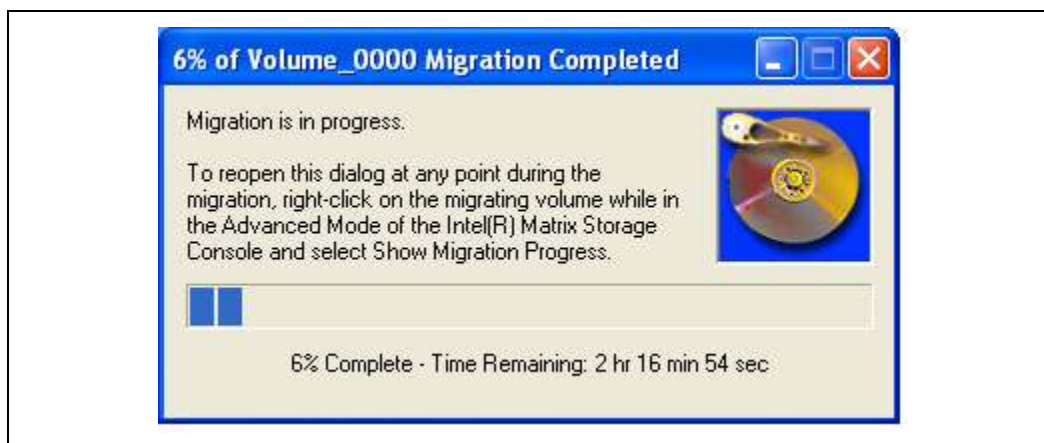 6% of Volume_0000 Migration Completed
Migration is in progress.
To reopen this dialog at any point during the
migration, right-click on the migrating volume while in
the Advanced Mode of the Intel(R) Matrix Storage
Console and select Show Migration Progress.
6% Complete - Time Remaining: 2 hr 16 min 54 sec